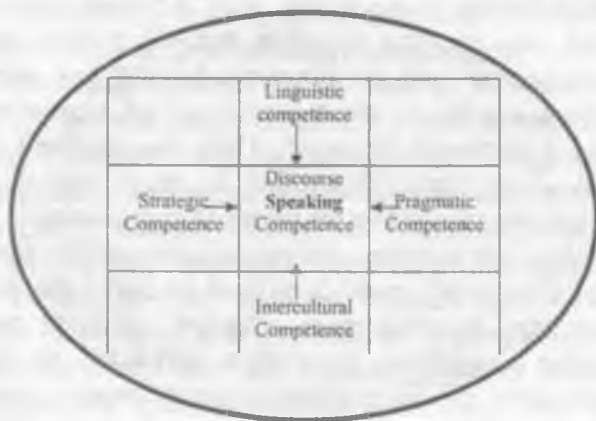 Linguistic
competence
Discourse
Strategic Speaking Pragmatic
Competence Competence Competence
Intercultural
Competence